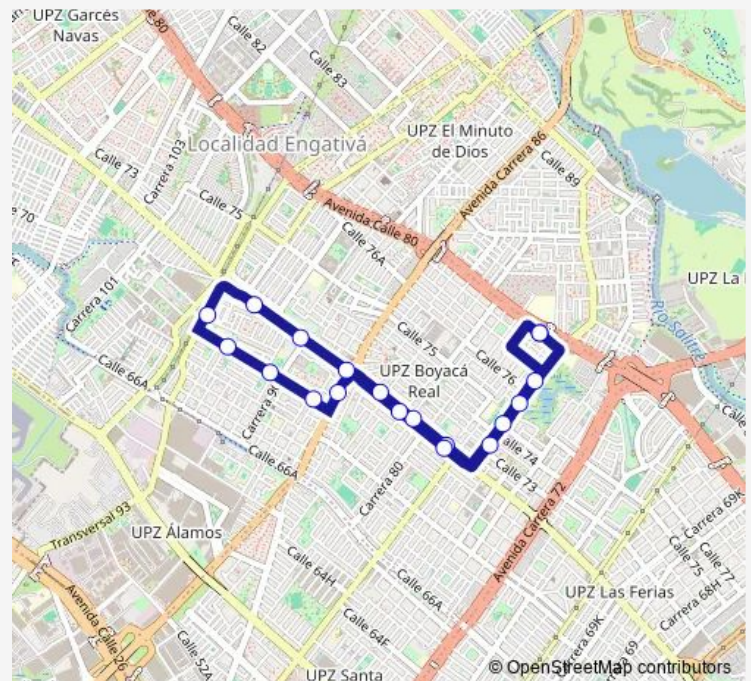 UPZ Garcés
Navas
Calle 80
Calle 82
Calle 83
Localidad Engativá
UPZ El Minuto
de Dios
Avenida Carrera 86
Calle 89
Calle 73
Carrera 103
Calle 75
Avenida Calle 80
Calle 76A
UPZ La
Río Salitre
Carrera 101
Calle 75
Calle 76
UPZ Boyacá
Real
Calle 66A
Calle 66A
Carrera 80
Calle 74
Calle 73
Avenida Carrera 72
Carrera 69K
Transversal 93
UPZ Álamos
Calle 75
Calle 77
Carrera 68H
Calle 64H
Calle 66A
UPZ Las Ferias
Avenida Calle 26
Calle 64F
Carrera 69K
Calle 69
Calle 52A
UPZ Santa
© OpenStreetMap contributors